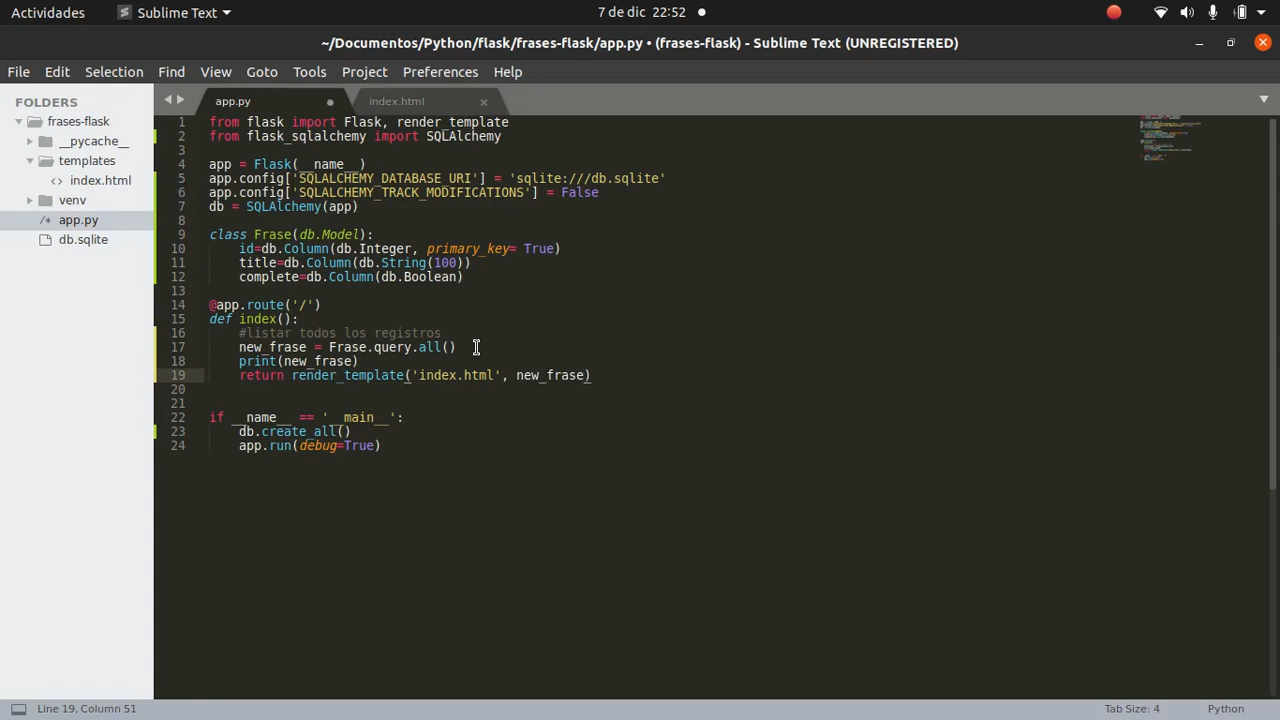 Actividades Sublime Text 7 de dic 22:52
~/Documentos/Python/flask/frases-flask/app.py • (frases-flask) - Sublime Text (UNREGISTERED)
File Edit Selection Find View Goto Tools Project Preferences Help
FOLDERS
frases-flask
__pycache__
templates
index.html
venv
app.py
db.sqlite
app.py index.html
1 from flask import Flask, render_template
2 from flask_sqlalchemy import SQLAlchemy
3
4 app = Flask(__name__)
5 app.config['SQLALCHEMY_DATABASE_URI'] = 'sqlite:///db.sqlite'
6 app.config['SQLALCHEMY_TRACK_MODIFICATIONS'] = False
7 db = SQLAlchemy(app)
8
9 class Frase(db.Model):
10 id=db.Column(db.Integer, primary_key= True)
11 title=db.Column(db.String(100))
12 complete=db.Column(db.Boolean)
13
14 @app.route('/')
15 def index():
16 #listar todos los registros
17 new_frase = Frase.query.all()
18 print(new_frase)
19 return render_template('index.html', new_frase)
20
21
22 if __name__ == '__main__':
23 db.create_all()
24 app.run(debug=True)
Line 19, Column 51 Tab Size: 4 Python